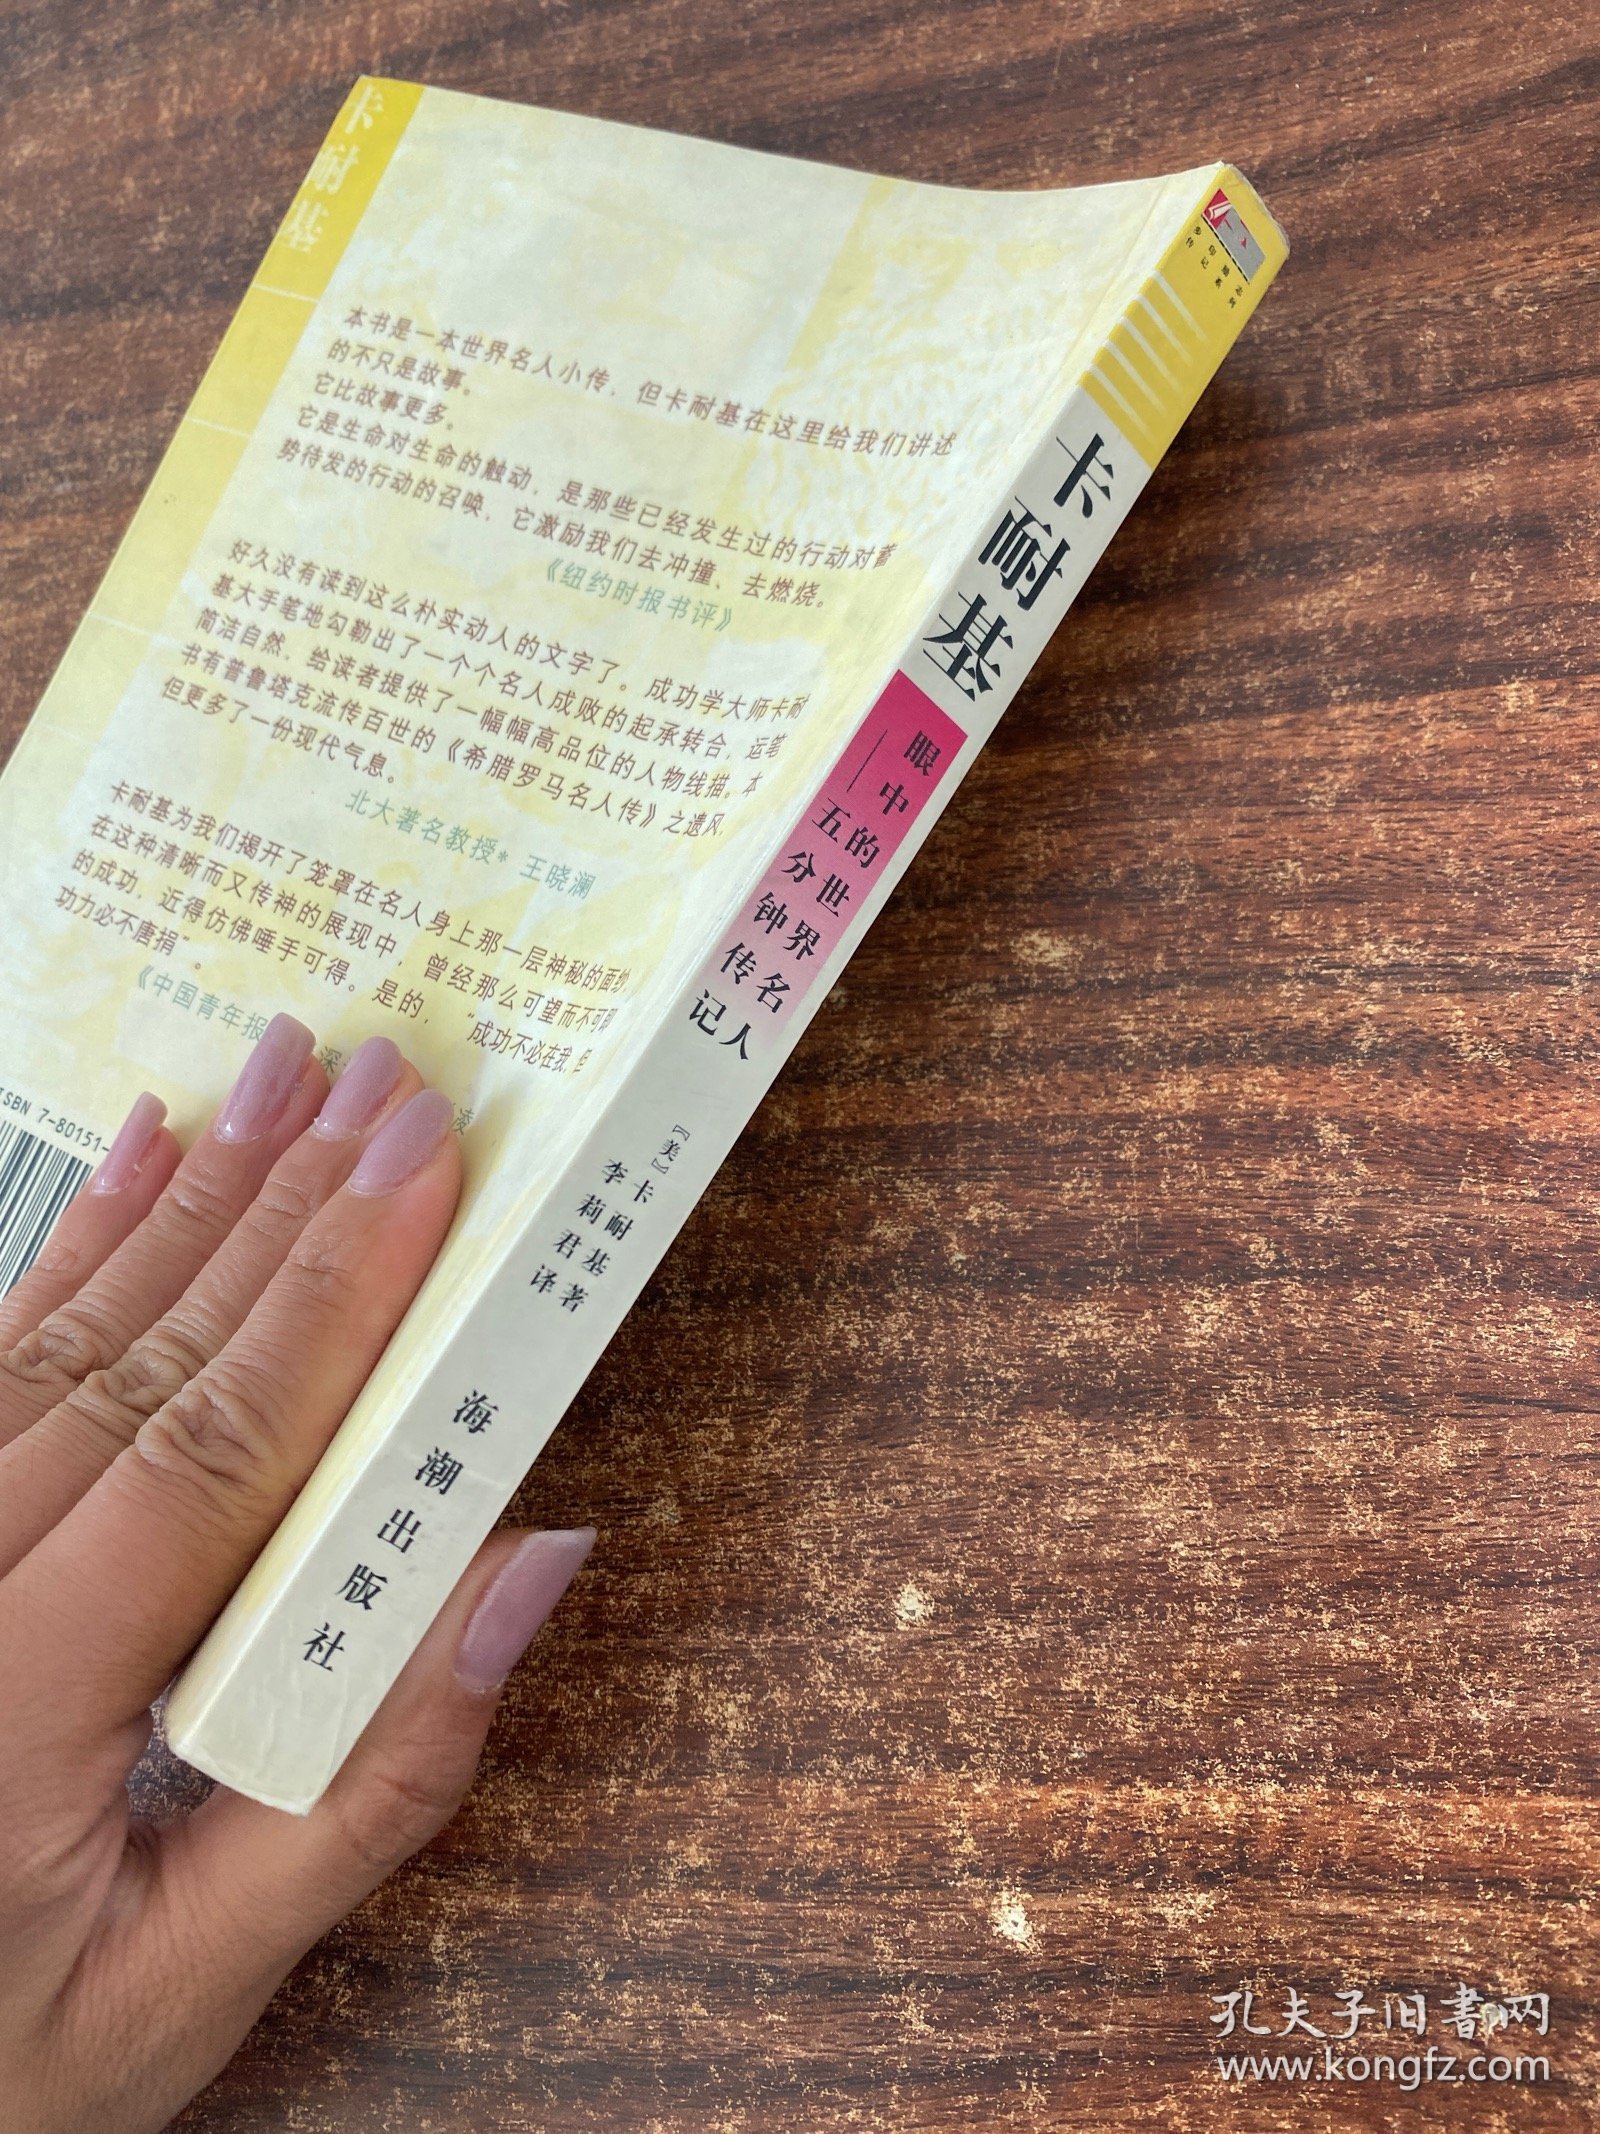 卡耐基
本书是一本世界名人小传，但卡耐基在这里给我们讲述
的不只是故事。
它比故事更多。
它是生命对生命的触动，是那些已经发生过的行动对蓄
势待发的行动的召唤，它激励我们去冲撞、去燃烧。
《纽约时报书评》
好久没有读到这么朴实动人的文字了。成功学大师卡耐
基大手笔地勾勒出了一个个名人成败的起承转合，运笔
简洁自然，给读者提供了一幅幅高品位的人物线描。本
书有普鲁塔克流传百世的《希腊罗马名人传》之遗风，
但更多了一份现代气息。
北大著名教授* 王晓澜
卡耐基为我们揭开了笼罩在名人身上那一层神秘的面纱，
在这种清晰而又传神的展现中，曾经那么可望而不可即
的成功，近得仿佛唾手可得。是的，“成功不必在我，但
功力必不唐捐”。
《中国青年报
深
凌
ISBN 7-80151-
卡耐基
眼中的世界名人
——五分钟传记
〖美〗卡耐基著
李莉君译
海潮出版社
孔夫子旧书网
www.kongfz.com